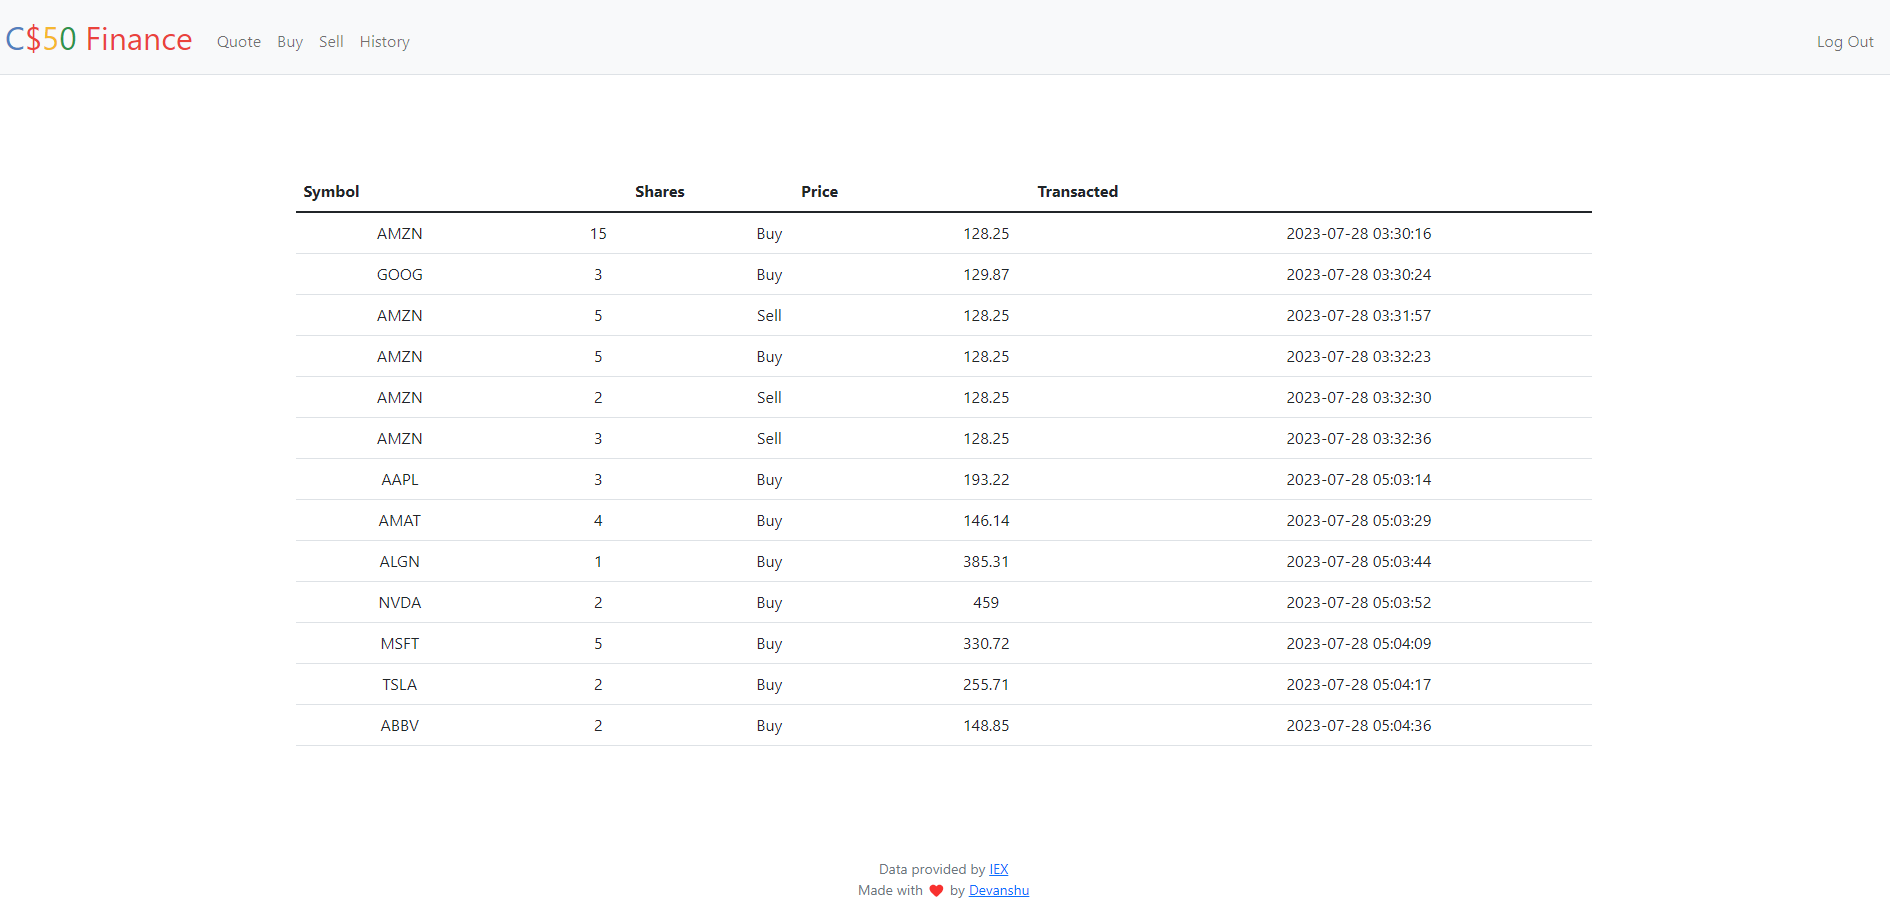 C$50 Finance Quote Buy Sell History Log Out
Symbol Shares Price Transacted
AMZN 15 Buy 128.25 2023-07-28 03:30:16
GOOG 3 Buy 129.87 2023-07-28 03:30:24
AMZN 5 Sell 128.25 2023-07-28 03:31:57
AMZN 5 Buy 128.25 2023-07-28 03:32:23
AMZN 2 Sell 128.25 2023-07-28 03:32:30
AMZN 3 Sell 128.25 2023-07-28 03:32:36
AAPL 3 Buy 193.22 2023-07-28 05:03:14
AMAT 4 Buy 146.14 2023-07-28 05:03:29
ALGN 1 Buy 385.31 2023-07-28 05:03:44
NVDA 2 Buy 459 2023-07-28 05:03:52
MSFT 5 Buy 330.72 2023-07-28 05:04:09
TSLA 2 Buy 255.71 2023-07-28 05:04:17
ABBV 2 Buy 148.85 2023-07-28 05:04:36
Data provided by IEX
Made with ❤️ by Devanshu